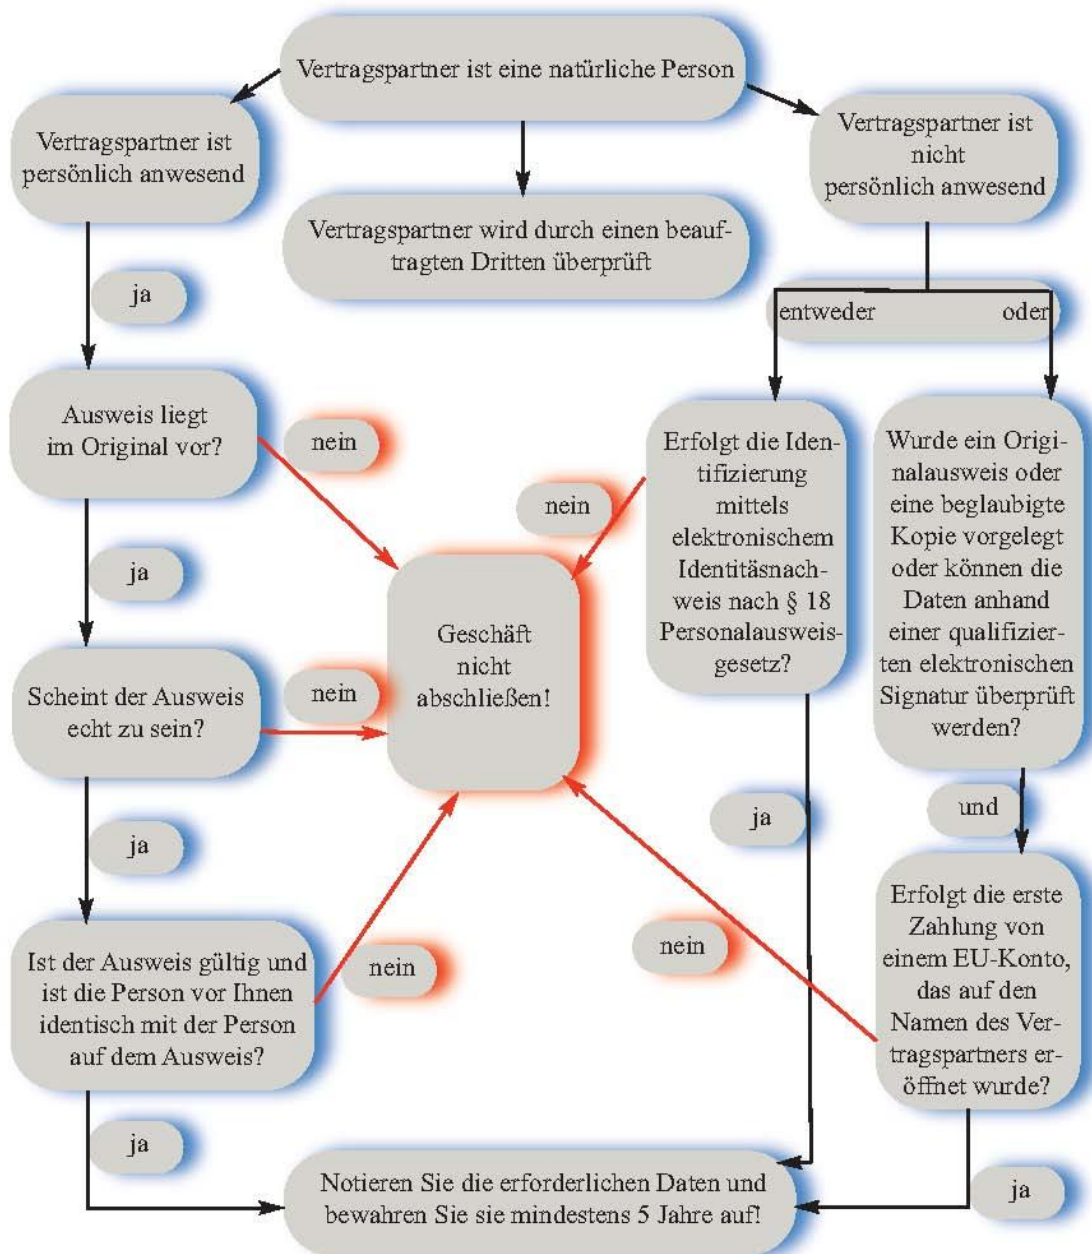 Vertragspartner ist eine natürliche Person
Vertragspartner ist
persönlich anwesend
Vertragspartner ist
nicht
persönlich anwesend
Vertragspartner wird durch einen beauf-
tragten Dritten überprüft
ja
entweder
oder
Ausweis liegt
im Original vor?
nein
Erfolgt die Iden-
tifizierung
mittels
elektronischem
Identitäsnach-
weis nach § 18
Personalausweis-
gesetz?
Wurde ein Origi-
nalausweis oder
eine beglaubigte
Kopie vorgelegt
oder können die
Daten anhand
einer qualifizier-
ten elektronischen
Signatur überprüft
werden?
nein
ja
Geschäft
nicht
abschließen!
Scheint der Ausweis
echt zu sein?
nein
ja
und
ja
Erfolgt die erste
Zahlung von
einem EU-Konto,
das auf den
Namen des Ver-
tragspartners er-
öffnet wurde?
Ist der Ausweis gültig und
ist die Person vor Ihnen
identisch mit der Person
auf dem Ausweis?
nein
nein
ja
Notieren Sie die erforderlichen Daten und
bewahren Sie sie mindestens 5 Jahre auf!
ja